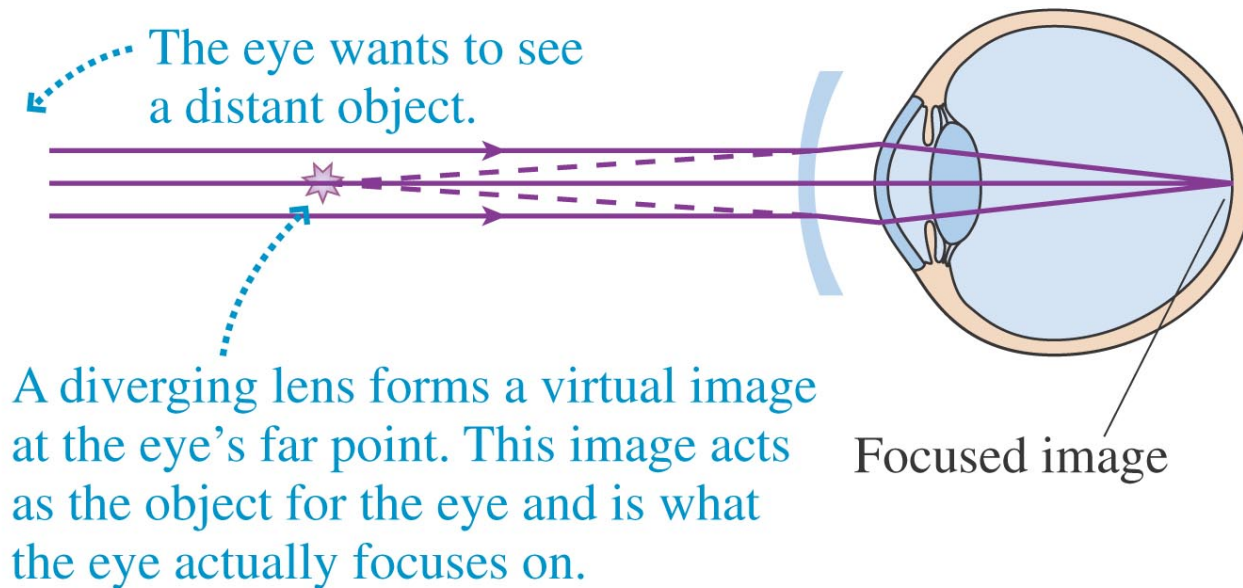 The eye wants to see
a distant object.
A diverging lens forms a virtual image
at the eye's far point. This image acts
as the object for the eye and is what
the eye actually focuses on.
Focused image